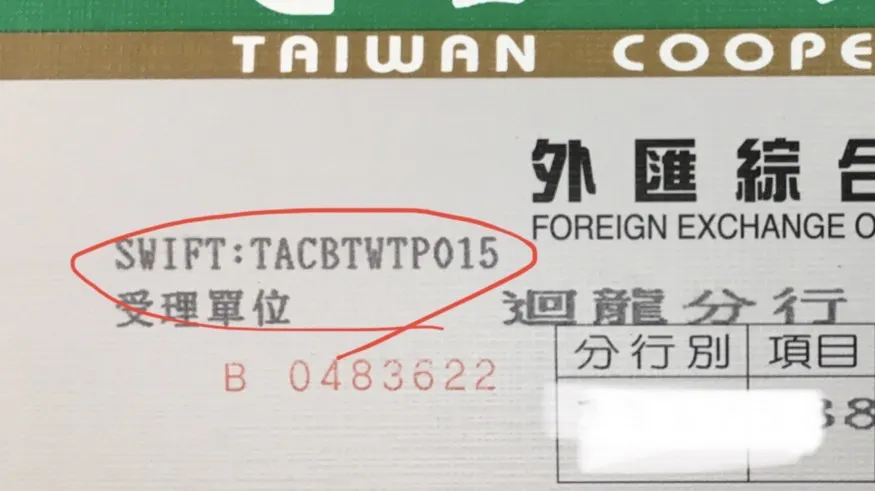 TAIWAN COOPE
外匯綜合
FOREIGN EXCHANGE O
SWIFT:TACBTWTP015
受理單位
迴龍分行
B 0483622
分行別 項目
38